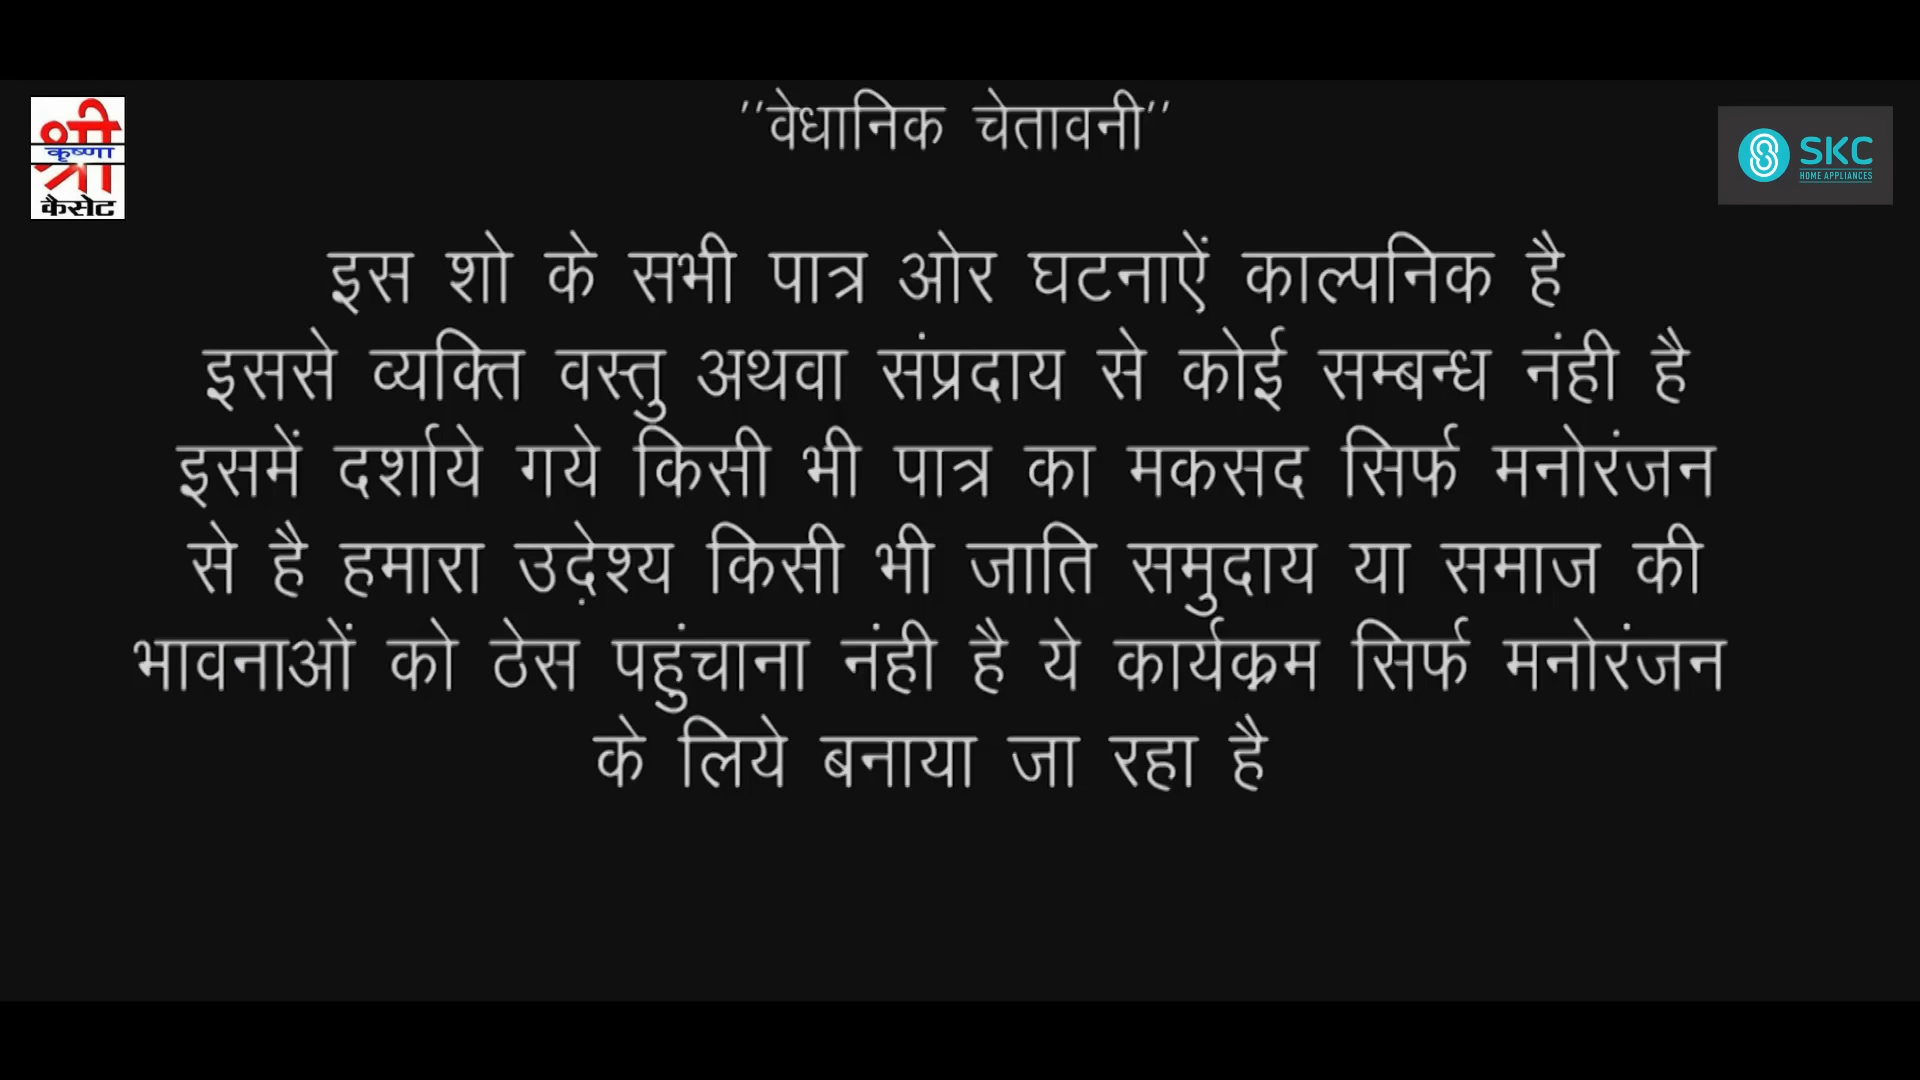 ''वेधानिक चेतावनी''
श्री
कृष्णा
कैसेट
SKC
HOME APPLIANCES
इस शो के सभी पात्र ओर घटनाऐं काल्पनिक है
इससे व्यक्ति वस्तु अथवा संप्रदाय से कोई सम्बन्ध नंही है
इसमें दर्शाये गये किसी भी पात्र का मकसद सिर्फ मनोरंजन
से है हमारा उद़ेश्य किसी भी जाति समुदाय या समाज की
भावनाओं को ठेस पहुंचाना नंही है ये कार्यक्रम सिर्फ मनोरंजन
के लिये बनाया जा रहा है